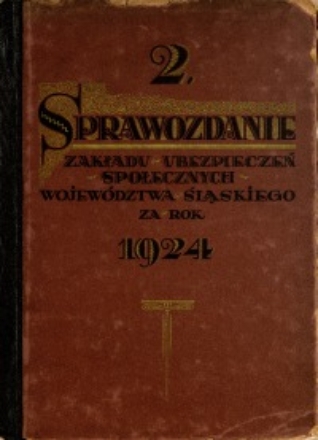 2.
SPRAWOZDANIE
ZAKŁADU UBEZPIECZEŃ
SPOŁECZNYCH
WOJEWÓDZTWA ŚLĄSKIEGO
ZA ROK
1924